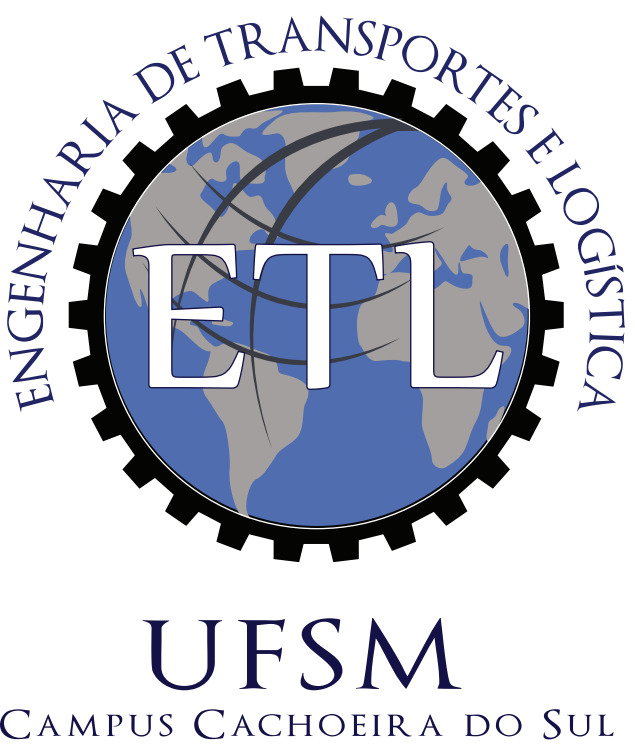 ENGENHARIA DE TRANSPORTES E LOGÍSTICA
ETL
UFSM
CAMPUS CACHOEIRA DO SUL